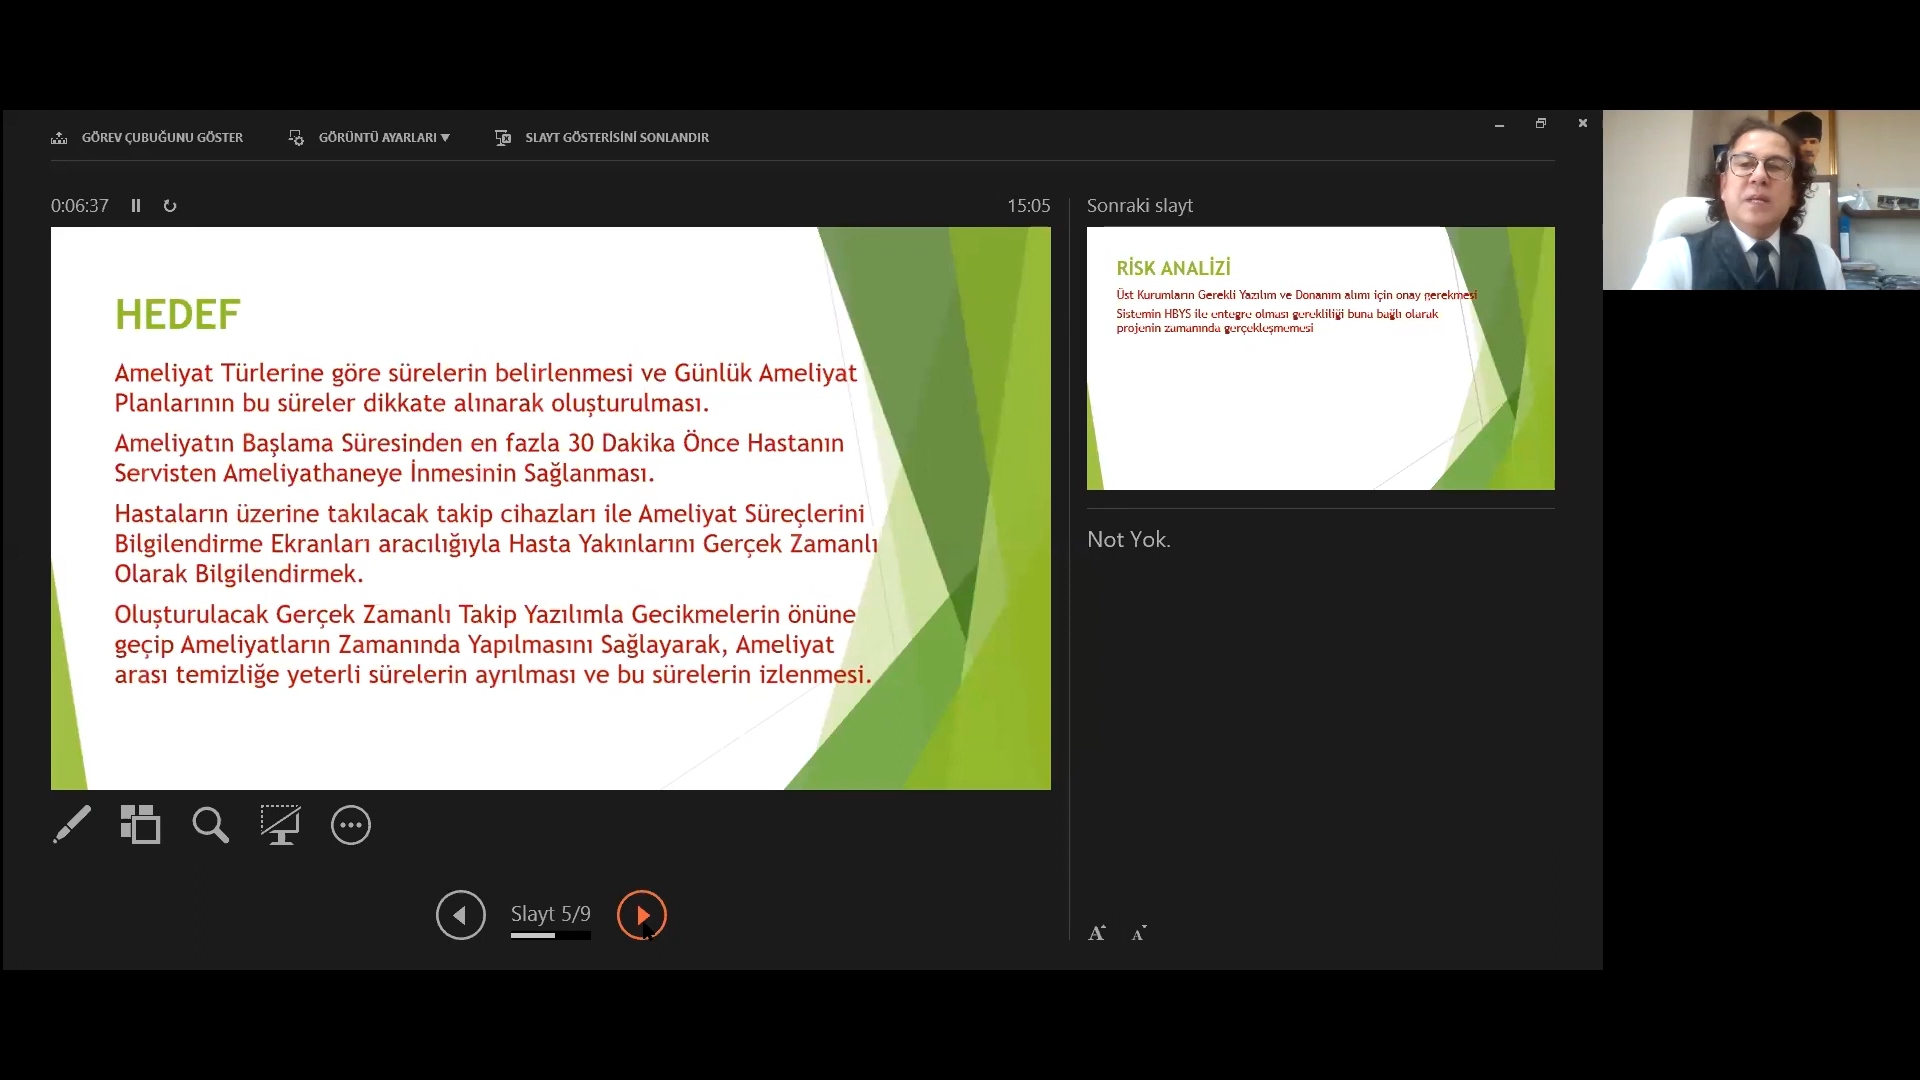 GÖREV ÇUBUĞUNU GÖSTER
GÖRÜNTÜ AYARLARI
SLAYT GÖSTERİSİNİ SONLANDIR
0:06:37
15:05
HEDEF
Ameliyat Türlerine göre sürelerin belirlenmesi ve Günlük Ameliyat
Planlarının bu süreler dikkate alınarak oluşturulması.
Ameliyatın Başlama Süresinden en fazla 30 Dakika Önce Hastanın
Servisten Ameliyathaneye İnmesinin Sağlanması.
Hastaların üzerine takılacak takip cihazları ile Ameliyat Süreçlerini
Bilgilendirme Ekranları aracılığıyla Hasta Yakınlarını Gerçek Zamanlı
Olarak Bilgilendirmek.
Oluşturulacak Gerçek Zamanlı Takip Yazılımla Gecikmelerin önüne
geçip Ameliyatların Zamanında Yapılmasını Sağlayarak, Ameliyat
arası temizliğe yeterli sürelerin ayrılması ve bu sürelerin izlenmesi.
Slayt 5/9
Sonraki slayt
RİSK ANALİZİ
Üst Kurumların Gerekli Yazılım ve Donanım alımı için onay gerekmesi
Sistemin HBYS ile entegre olması gerekliliği buna bağlı olarak
projenin zamanında gerçekleşmemesi
Not Yok.
A A